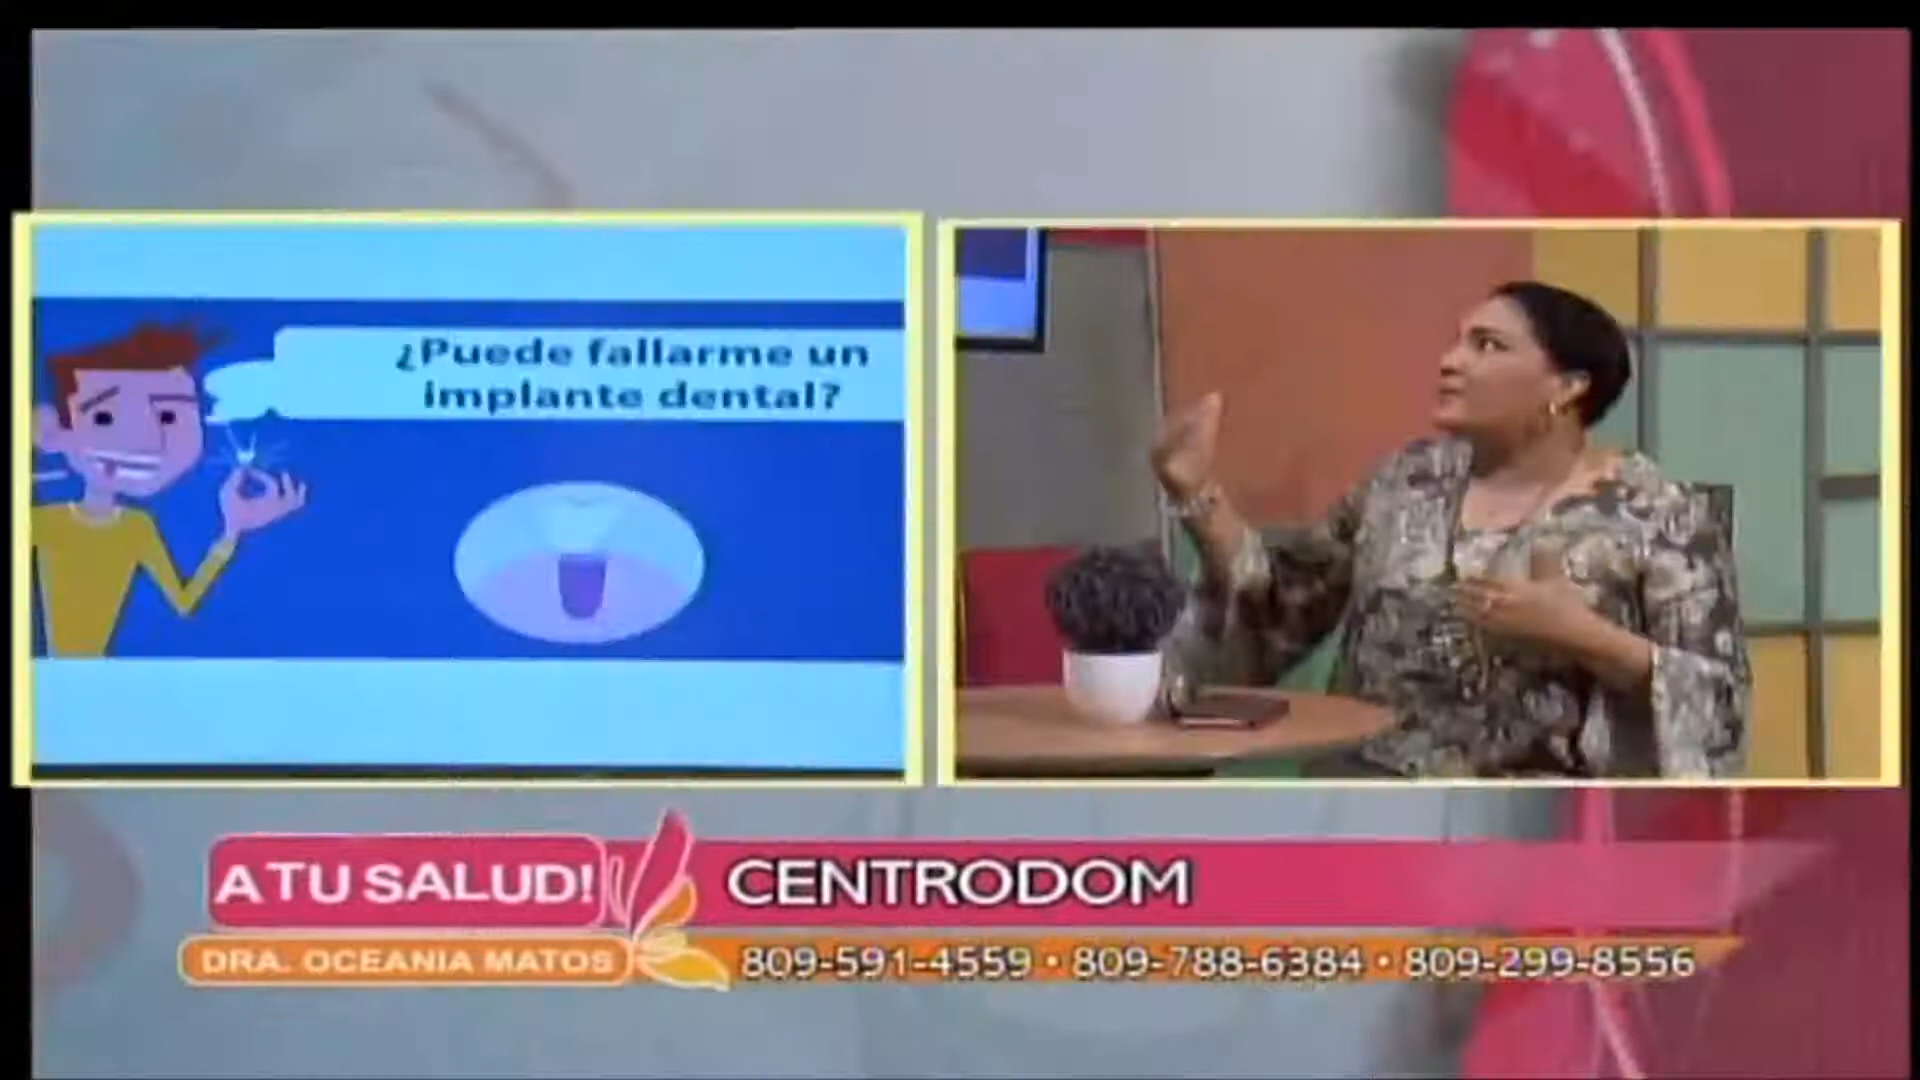 ¿Puede fallarme un
implante dental?
A TU SALUD!
CENTRODOM
DRA. OCEANIA MATOS
809-591-4559 • 809-788-6384 • 809-299-8556